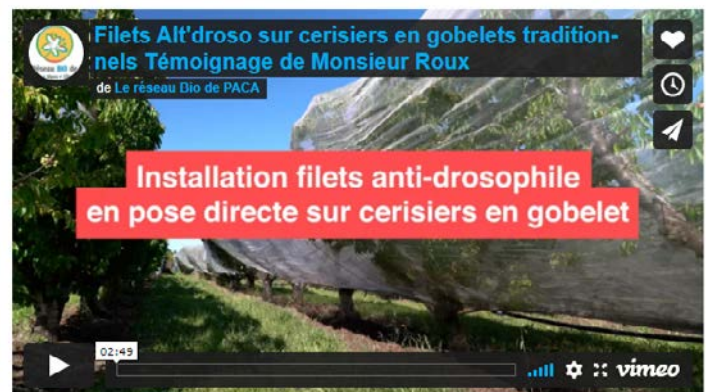 Filets Alt'droso sur cerisiers en gobelets tradition-
nels Témoignage de Monsieur Roux
de Le réseau Bio de PACA
Installation filets anti-drosophile
en pose directe sur cerisiers en gobelet
02:49
vimeo